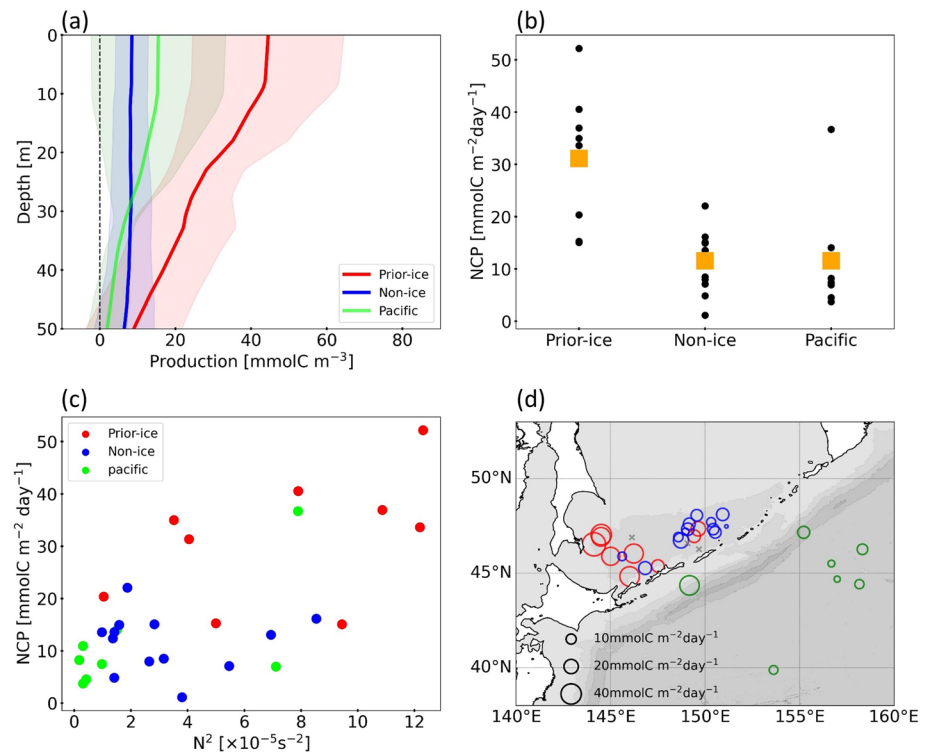 (a)
0
10
20
30
40
50
Depth [m]
Prior-ice
Non-ice
Pacific
0 20 40 60 80
Production [mmolC m⁻³]
(b)
50
40
30
20
10
0
NCP [mmolC m⁻²day⁻¹]
Prior-ice Non-ice Pacific
(c)
Prior-ice
Non-ice
pacific
50
40
30
20
10
0
NCP [mmolC m⁻² day⁻¹]
0 2 4 6 8 10 12
N² [×10⁻⁵s⁻²]
(d)
50°N
45°N
40°N
10mmolC m⁻²day⁻¹
20mmolC m⁻²day⁻¹
40mmolC m⁻²day⁻¹
140°E 145°E 150°E 155°E 160°E